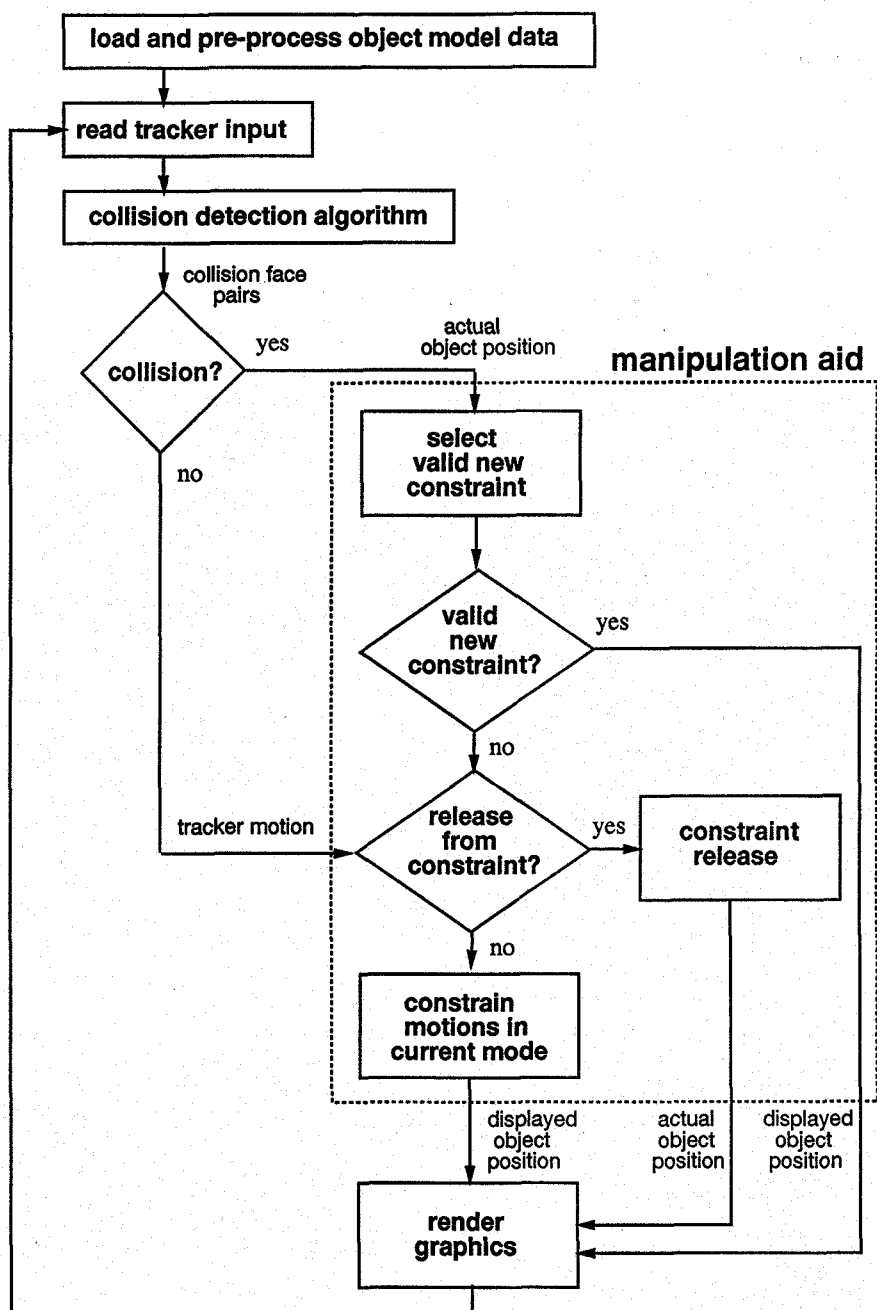 load and pre-process object model data
read tracker input
collision detection algorithm
collision face
pairs
collision?
yes
actual
object position
manipulation aid
select
valid new
constraint
no
valid
new
constraint?
yes
no
tracker motion
release
from
constraint?
yes
constraint
release
no
constrain
motions in
current mode
displayed
object
position
actual
object
position
displayed
object
position
render
graphics